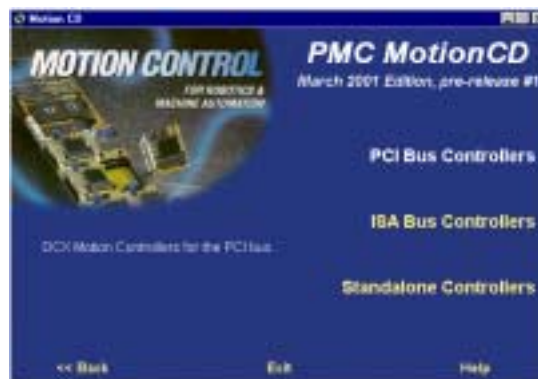 Motion CD
MOTION CONTROL
FOR ROBOTICS &
MACHINE AUTOMATION
PMC MotionCD
March 2001 Edition, pre-release #1
PCI Bus Controllers
ISA Bus Controllers
DCX Motion Controllers for the PCI bus.
Standalone Controllers
<< Back
Exit
Help